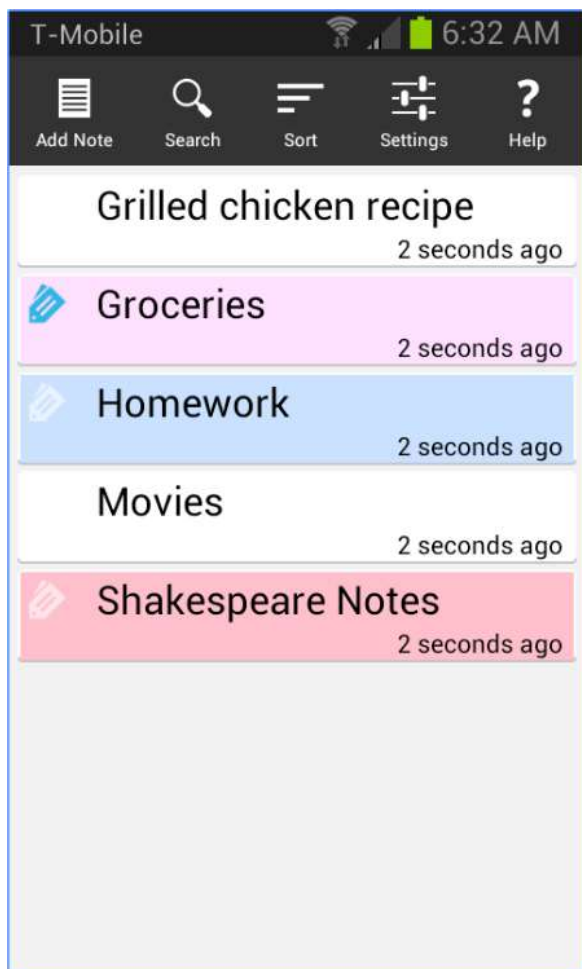 T-Mobile 6:32 AM
Add Note Search Sort Settings Help
Grilled chicken recipe
2 seconds ago
Groceries
2 seconds ago
Homework
2 seconds ago
Movies
2 seconds ago
Shakespeare Notes
2 seconds ago